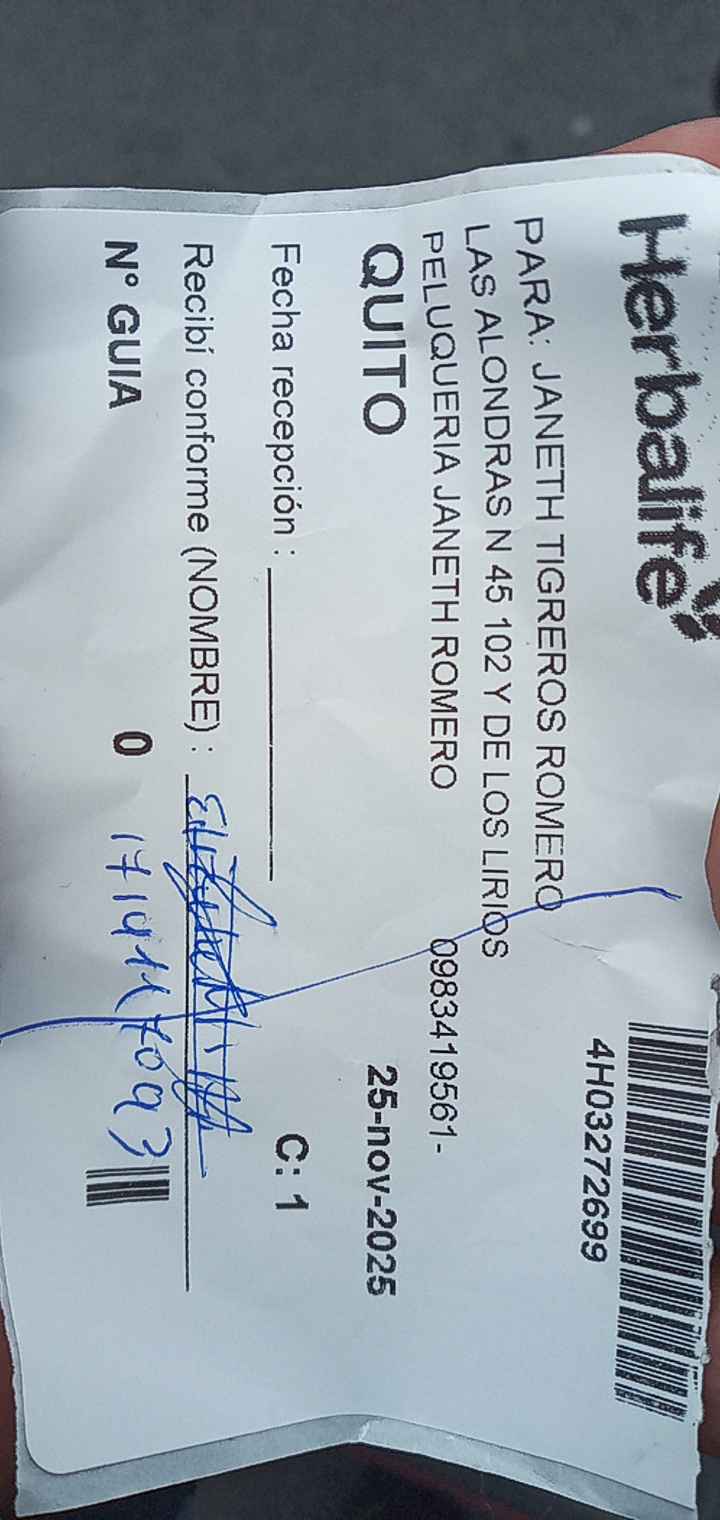 Herbalife
4H03272699
PARA: JANETH TIGREROS ROMERO
LAS ALONDRAS N 45 102 Y DE LOS LIRIOS
PELUQUERIA JANETH ROMERO 0983419561-
QUITO 25-nov-2025
Fecha recepción :
C: 1
Recibí conforme (NOMBRE) :
N° GUIA 0